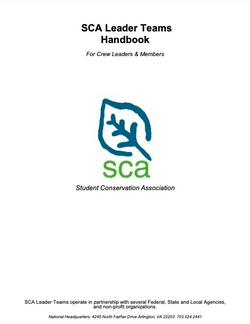 SCA Leader Teams
Handbook
For Crew Leaders & Members
sca
Student Conservation Association
SCA Leader Teams operate in partnership with several Federal, State and Local Agencies,
and non-profit organizations.
National Headquarters: 4245 North Fairfax Drive Arlington, VA 22203 703.524.2441